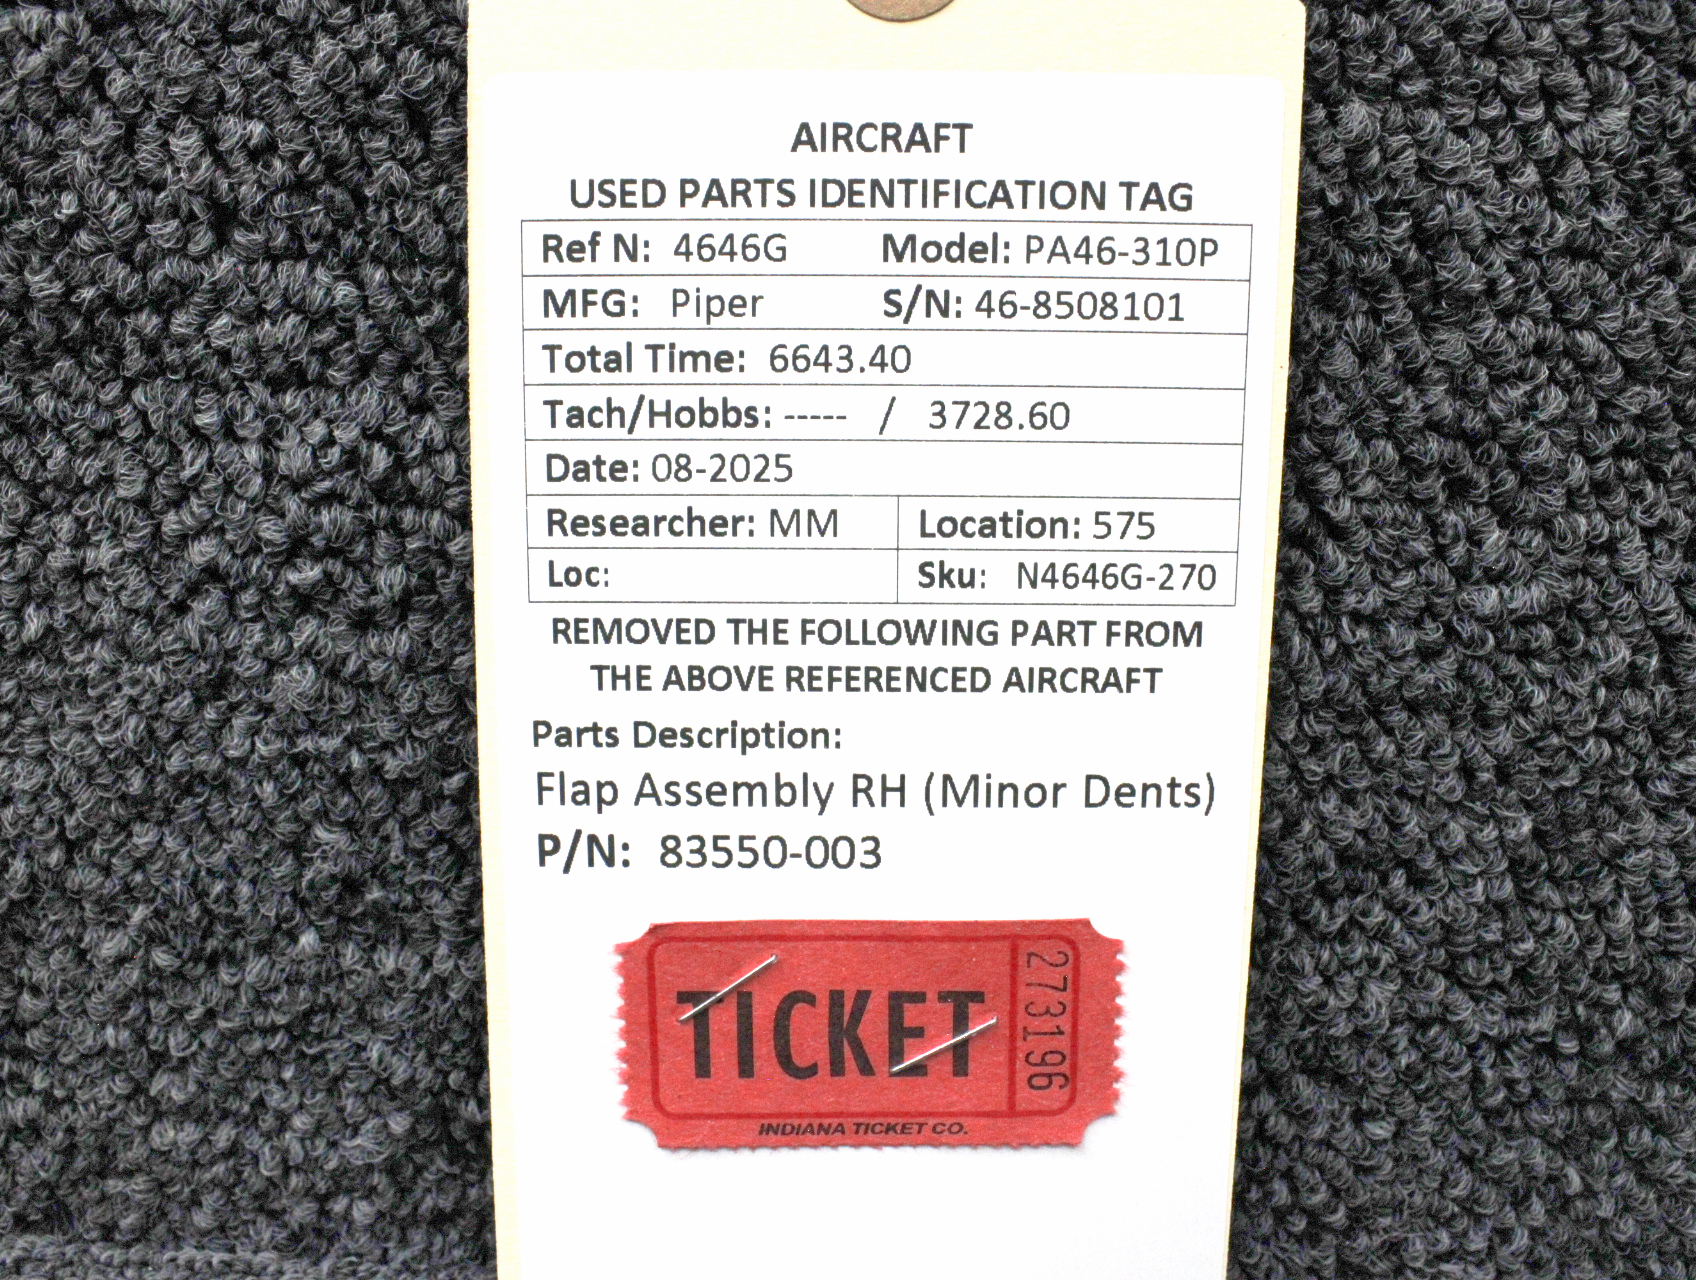 AIRCRAFT
USED PARTS IDENTIFICATION TAG
Ref N: 4646G Model: PA46-310P
MFG: Piper S/N: 46-8508101
Total Time: 6643.40
Tach/Hobbs: ----- / 3728.60
Date: 08-2025
Researcher: MM Location: 575
Loc: Sku: N4646G-270
REMOVED THE FOLLOWING PART FROM
THE ABOVE REFERENCED AIRCRAFT
Parts Description:
Flap Assembly RH (Minor Dents)
P/N: 83550-003
TICKET
273196
INDIANA TICKET CO.